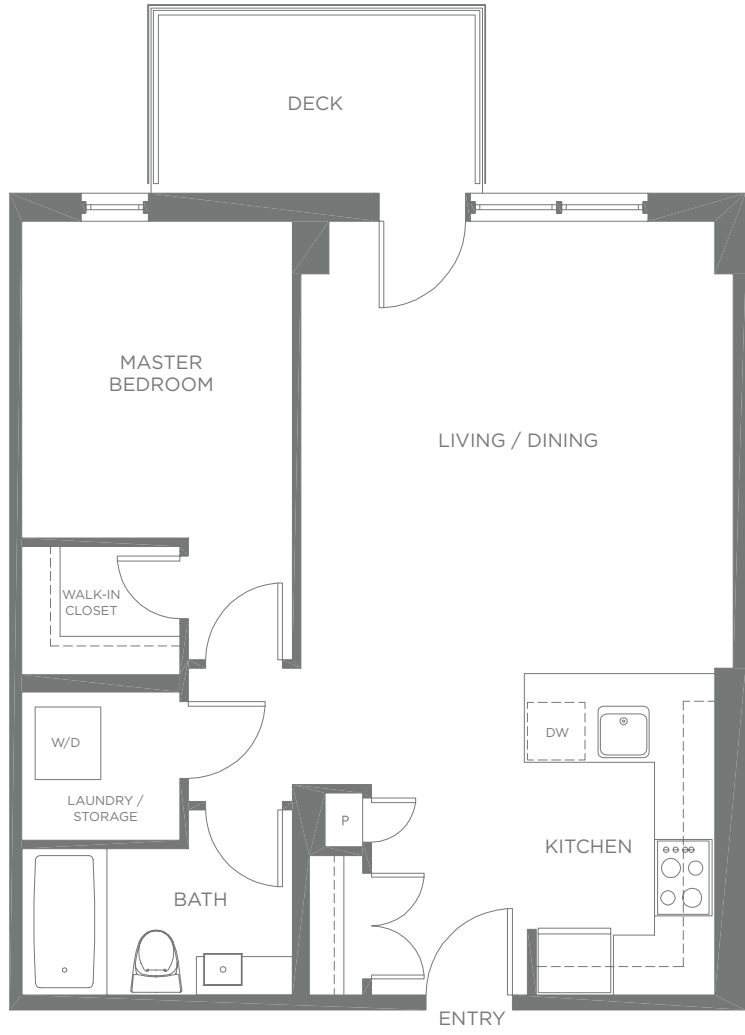 DECK
MASTER
BEDROOM
LIVING / DINING
WALK-IN
CLOSET
W/D
DW
LAUNDRY /
STORAGE
P
KITCHEN
BATH
ENTRY